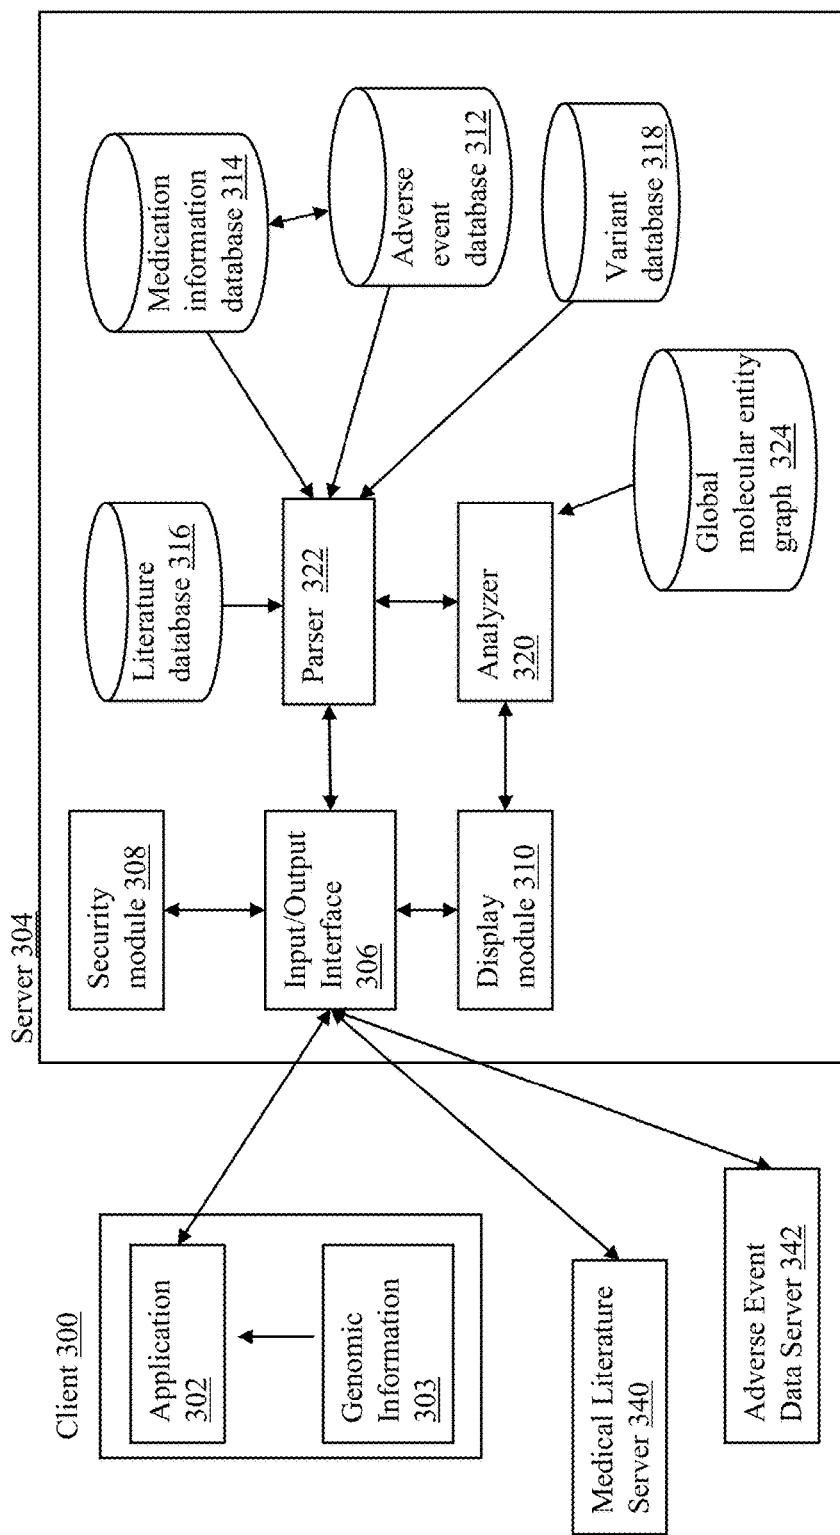 Client 300
Application
302
Genomic
Information
303
Medical Literature
Server 340
Adverse Event
Data Server 342
Server 304
Security
module 308
Input/Output
Interface
306
Display
module 310
Literature
database 316
Parser 322
Analyzer
320
Medication
information
database 314
Adverse
event
database 312
Variant
database 318
Global
molecular entity
graph 324